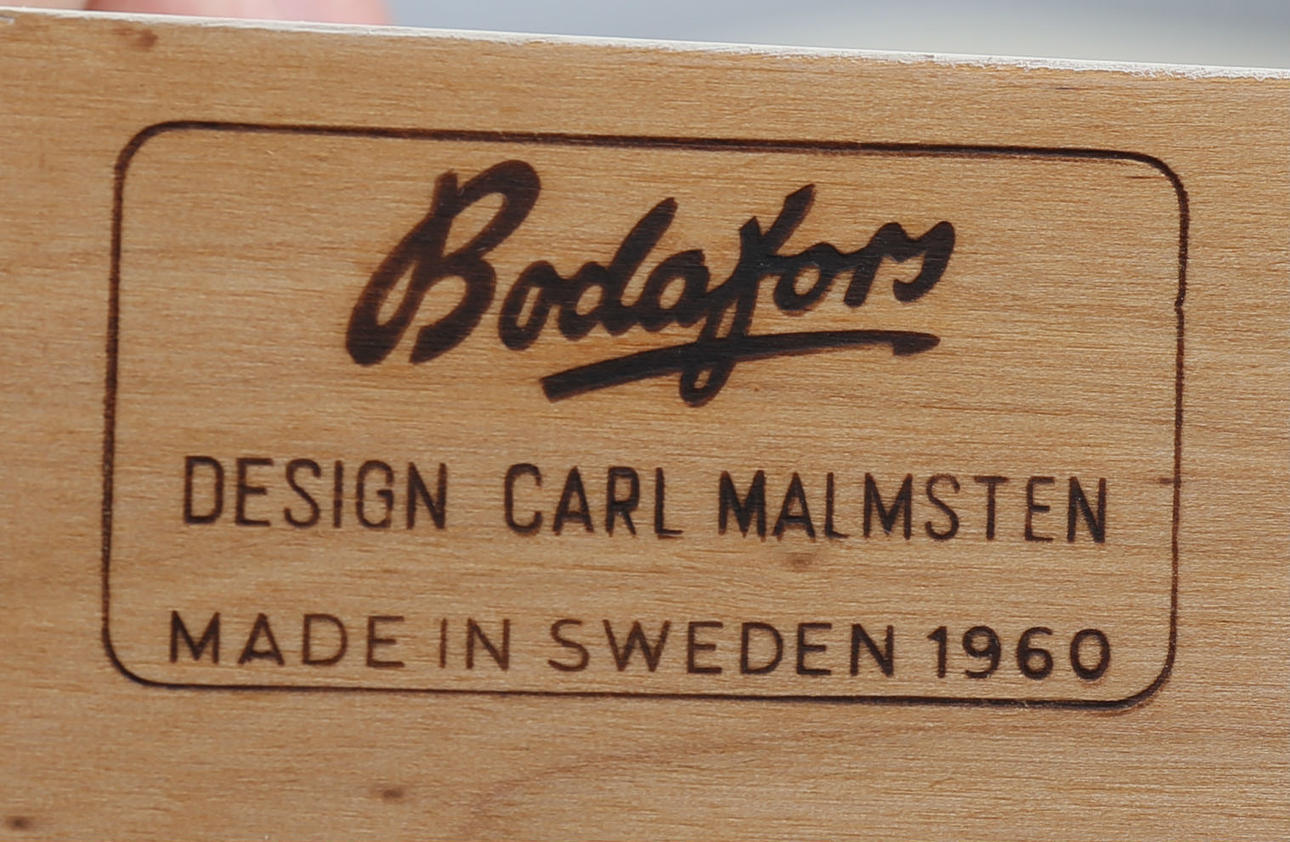 Bodafors
DESIGN CARL MALMSTEN
MADE IN SWEDEN 1960